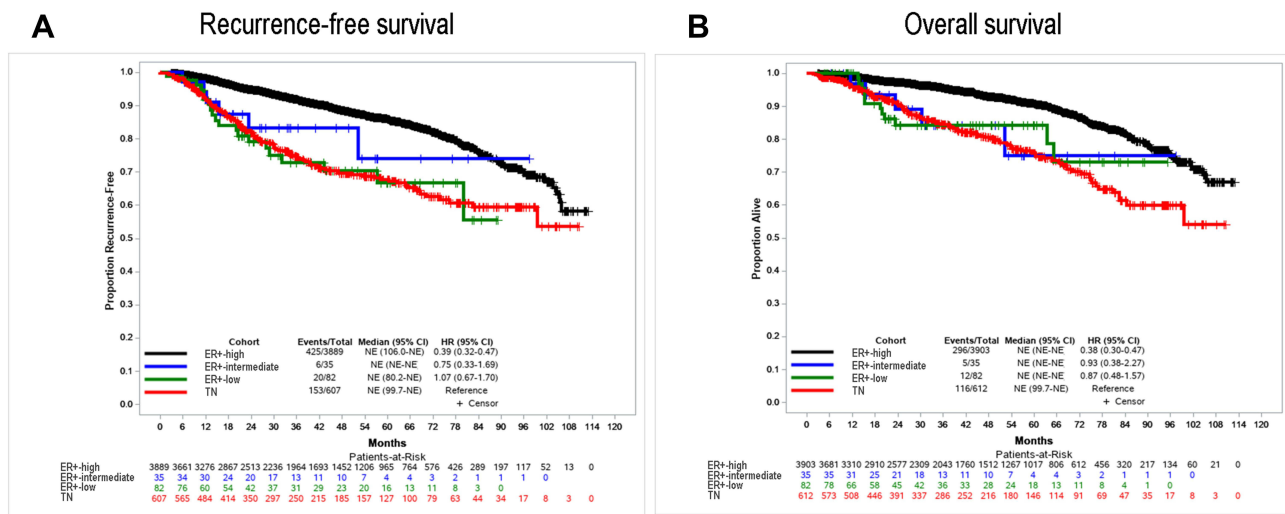 A Recurrence-free survival
Proportion Recurrence-Free
1.0
0.9
0.8
0.7
0.6
0.5
0.4
0.3
0.2
0.1
0.0
Cohort Events/Total Median (95% CI) HR (95% CI)
ER+-high 425/3889 NE (106.0-NE) 0.39 (0.32-0.47)
ER+-intermediate 6/35 NE (NE-NE 0.75 (0.33-1.69)
ER+-low 20/82 NE (80.2-NE) 1.07 (0.67-1.70)
TN 153/607 NE (99.7-NE) Reference
+ Censor
0 6 12 18 24 30 36 42 48 54 60 66 72 78 84 90 96 102 108 114 120
Months
Patients-at-Risk
ER+-high 3889 3661 3276 2867 2513 2236 1964 1693 1452 1206 965 764 576 426 289 197 117 52 13 0
ER+-intermediate 35 34 30 24 20 17 13 11 10 7 4 4 3 2 1 1 1 0
ER+-low 82 76 60 54 42 37 31 29 23 20 16 13 11 8 3 0
TN 607 565 484 414 350 297 250 215 185 157 127 100 79 63 44 34 17 8 3 0
B Overall survival
Proportion Alive
1.0
0.9
0.8
0.7
0.6
0.5
0.4
0.3
0.2
0.1
0.0
Cohort Events/Total Median (95% CI) HR (95% CI)
ER+-high 296/3903 NE (NE-NE 0.38 (0.30-0.47)
ER+-intermediate 5/35 NE (NE-NE 0.93 (0.38-2.27)
ER+-low 12/82 NE (NE-NE 0.87 (0.48-1.57)
TN 116/612 NE (99.7-NE) Reference
+ Censor
0 6 12 18 24 30 36 42 48 54 60 66 72 78 84 90 96 102 108 114 120
Months
Patients-at-Risk
ER+-high 3903 3681 3310 2910 2577 2309 2043 1760 1512 1267 1017 806 612 456 320 217 134 60 21 0
ER+-intermediate 35 35 31 25 21 18 13 11 10 7 4 4 3 2 1 1 1 0
ER+-low 82 78 66 58 45 42 36 33 28 24 18 13 11 8 4 1 0
TN 612 573 508 446 391 337 286 252 216 180 146 114 91 69 47 35 17 8 3 0